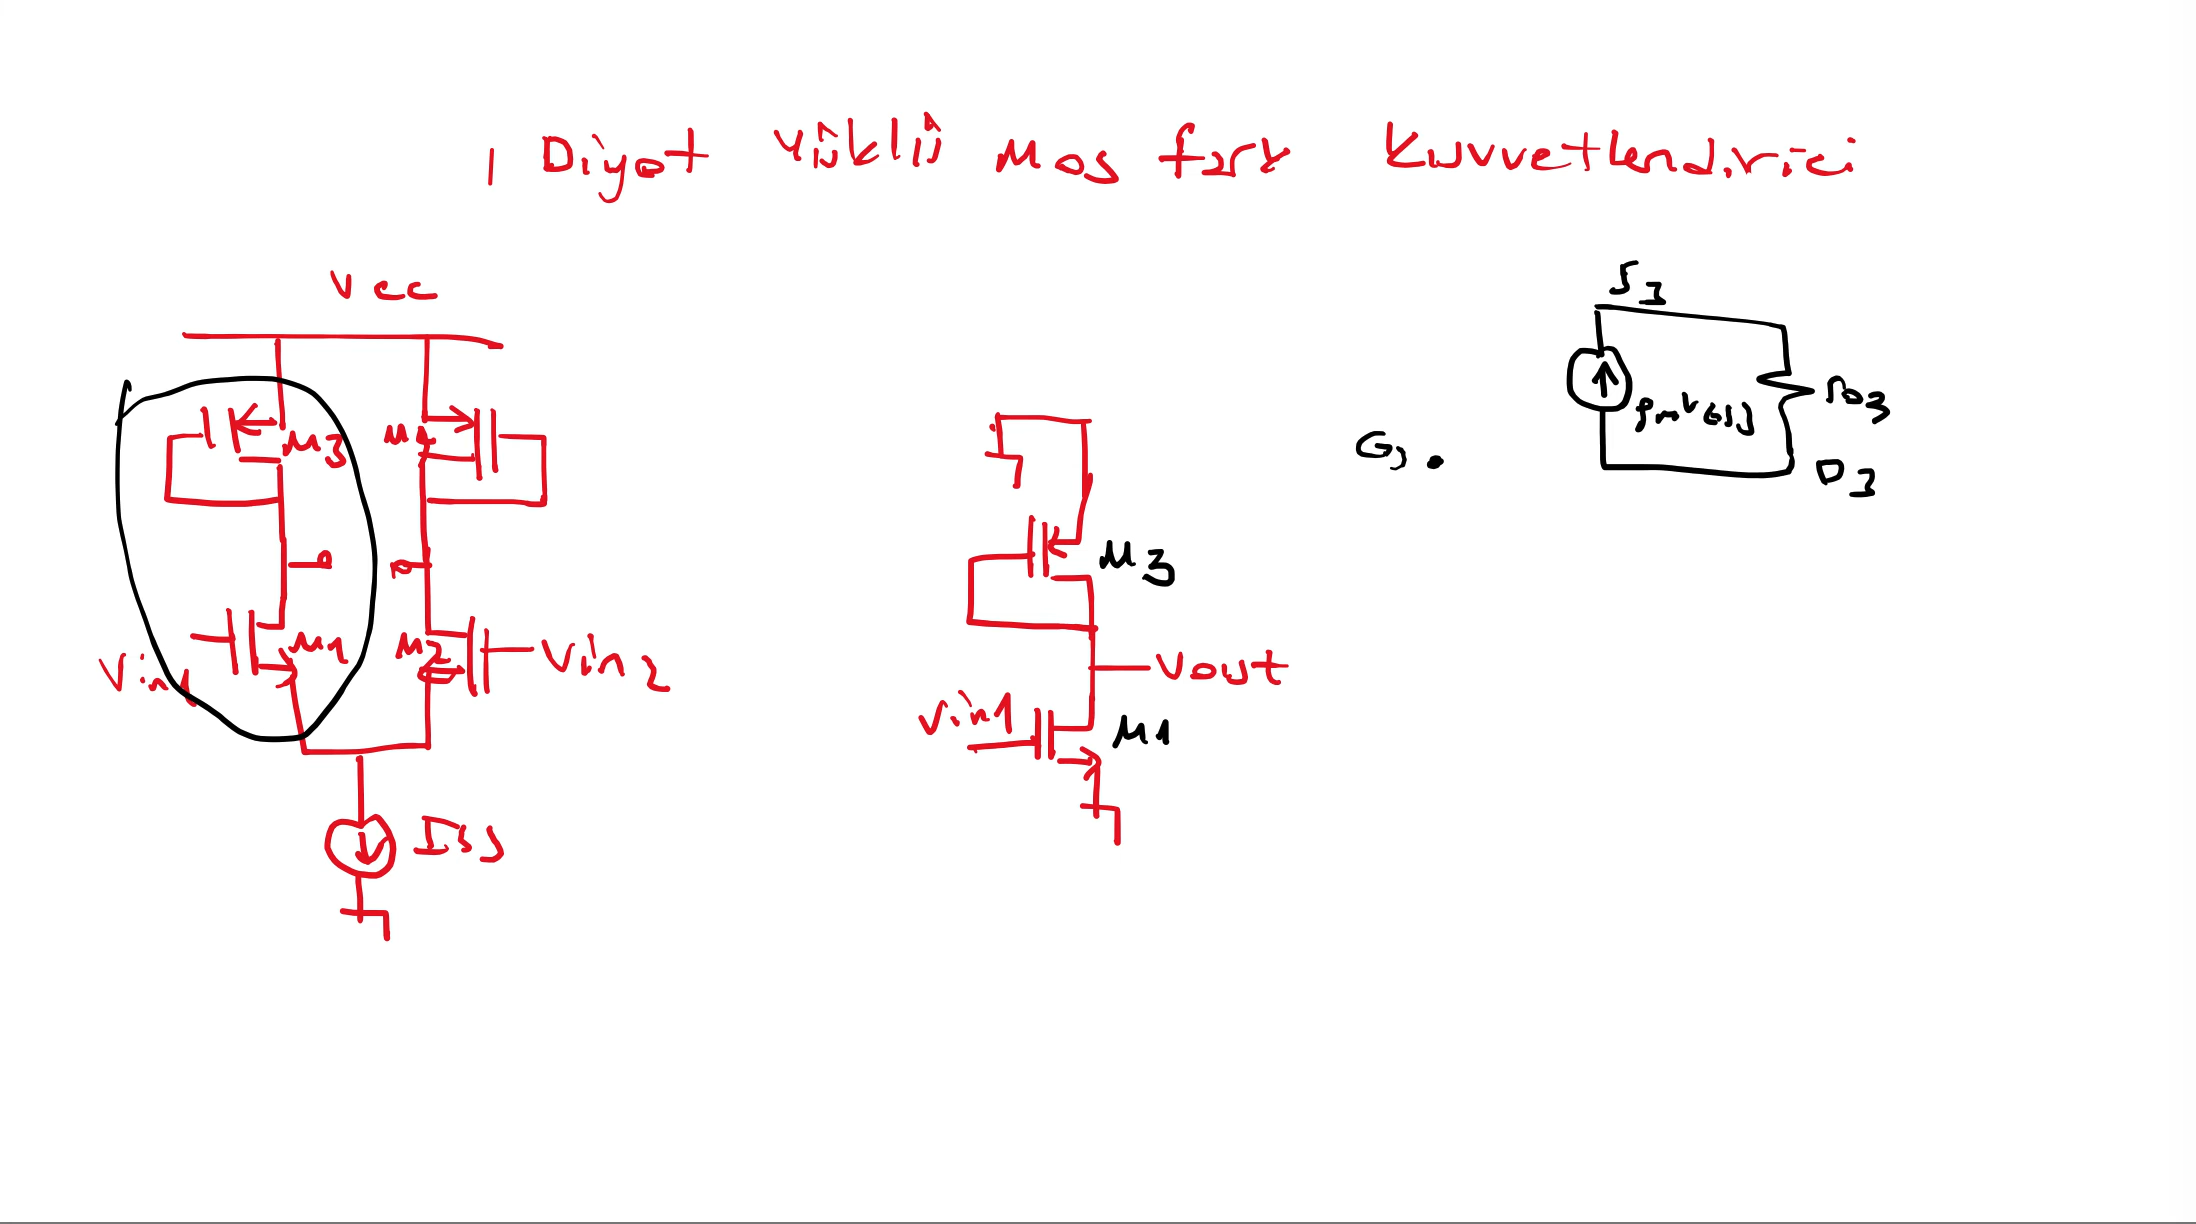 1 Diyot Yüklü Mos fark Kuvvetlendirici
Vcc
M3
M4
M1
M2
Vin1
Vin2
ISS
M3
Vout
Vin1
M1
S3
G3
gmVGS3
ro3
D3